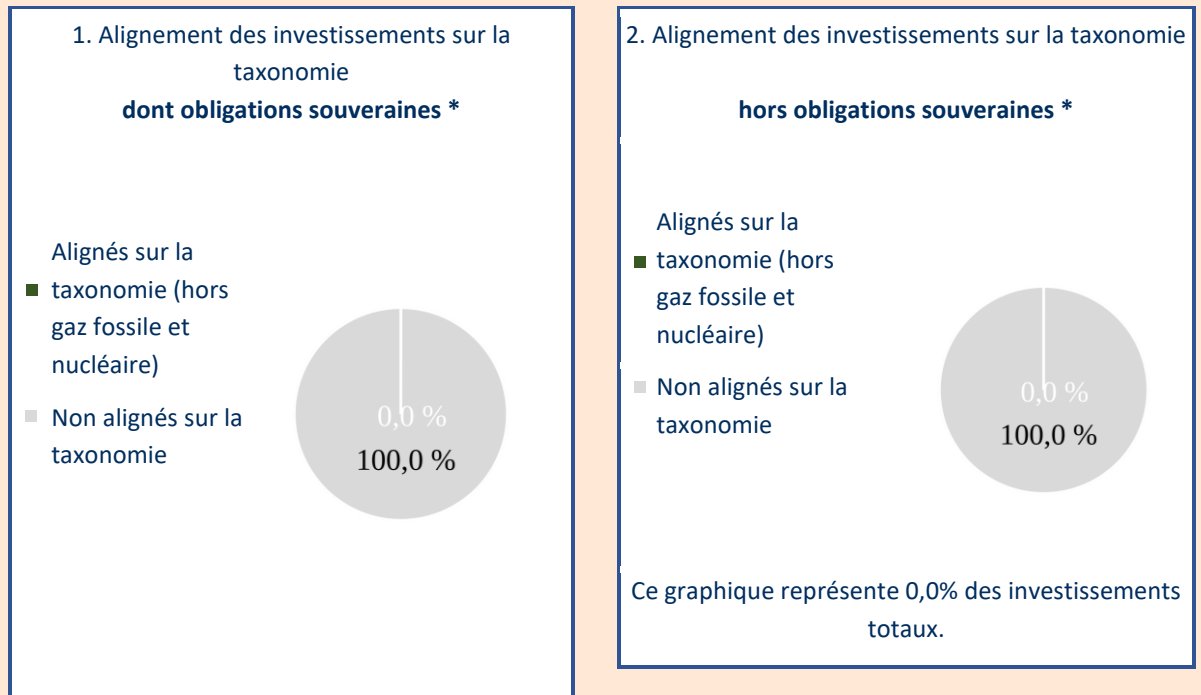 1. Alignement des investissements sur la
taxonomie
dont obligations souveraines *
Alignés sur la
taxonomie (hors
gaz fossile et
nucléaire)
Non alignés sur la
taxonomie
0,0 %
100,0 %
2. Alignement des investissements sur la taxonomie
hors obligations souveraines *
Alignés sur la
taxonomie (hors
gaz fossile et
nucléaire)
Non alignés sur la
taxonomie
0,0 %
100,0 %
Ce graphique représente 0,0% des investissements
totaux.